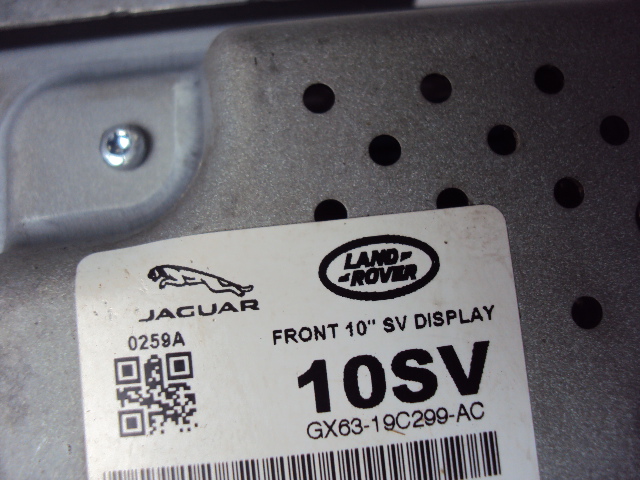 JAGUAR
LAND ROVER
0259A
FRONT 10" SV DISPLAY
10SV
GX63-19C299-AC